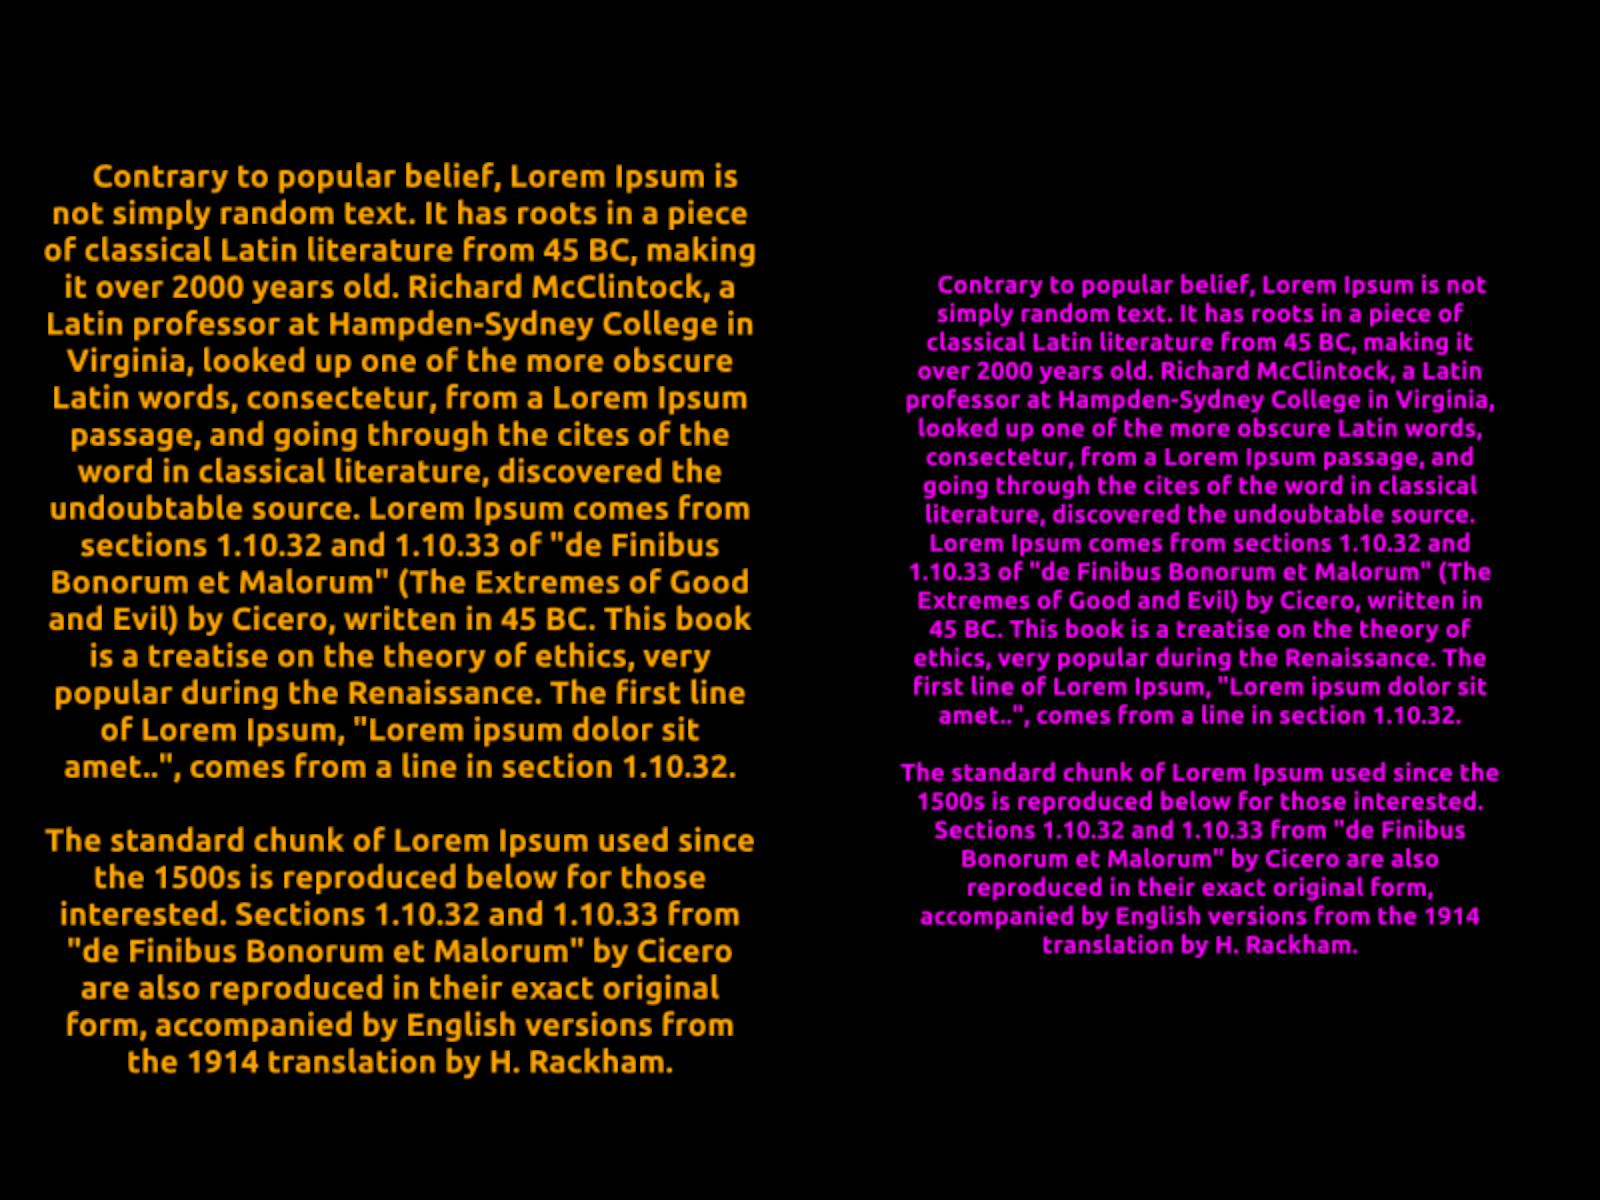 Contrary to popular belief, Lorem Ipsum is
not simply random text. It has roots in a piece
of classical Latin literature from 45 BC, making
it over 2000 years old. Richard McClintock, a
Latin professor at Hampden-Sydney College in
Virginia, looked up one of the more obscure
Latin words, consectetur, from a Lorem Ipsum
passage, and going through the cites of the
word in classical literature, discovered the
undoubtable source. Lorem Ipsum comes from
sections 1.10.32 and 1.10.33 of "de Finibus
Bonorum et Malorum" (The Extremes of Good
and Evil) by Cicero, written in 45 BC. This book
is a treatise on the theory of ethics, very
popular during the Renaissance. The first line
of Lorem Ipsum, "Lorem ipsum dolor sit
amet..", comes from a line in section 1.10.32.
The standard chunk of Lorem Ipsum used since
the 1500s is reproduced below for those
interested. Sections 1.10.32 and 1.10.33 from
"de Finibus Bonorum et Malorum" by Cicero
are also reproduced in their exact original
form, accompanied by English versions from
the 1914 translation by H. Rackham.
Contrary to popular belief, Lorem Ipsum is not
simply random text. It has roots in a piece of
classical Latin literature from 45 BC, making it
over 2000 years old. Richard McClintock, a Latin
professor at Hampden-Sydney College in Virginia,
looked up one of the more obscure Latin words,
consectetur, from a Lorem Ipsum passage, and
going through the cites of the word in classical
literature, discovered the undoubtable source.
Lorem Ipsum comes from sections 1.10.32 and
1.10.33 of "de Finibus Bonorum et Malorum" (The
Extremes of Good and Evil) by Cicero, written in
45 BC. This book is a treatise on the theory of
ethics, very popular during the Renaissance. The
first line of Lorem Ipsum, "Lorem ipsum dolor sit
amet..", comes from a line in section 1.10.32.
The standard chunk of Lorem Ipsum used since the
1500s is reproduced below for those interested.
Sections 1.10.32 and 1.10.33 from "de Finibus
Bonorum et Malorum" by Cicero are also
reproduced in their exact original form,
accompanied by English versions from the 1914
translation by H. Rackham.